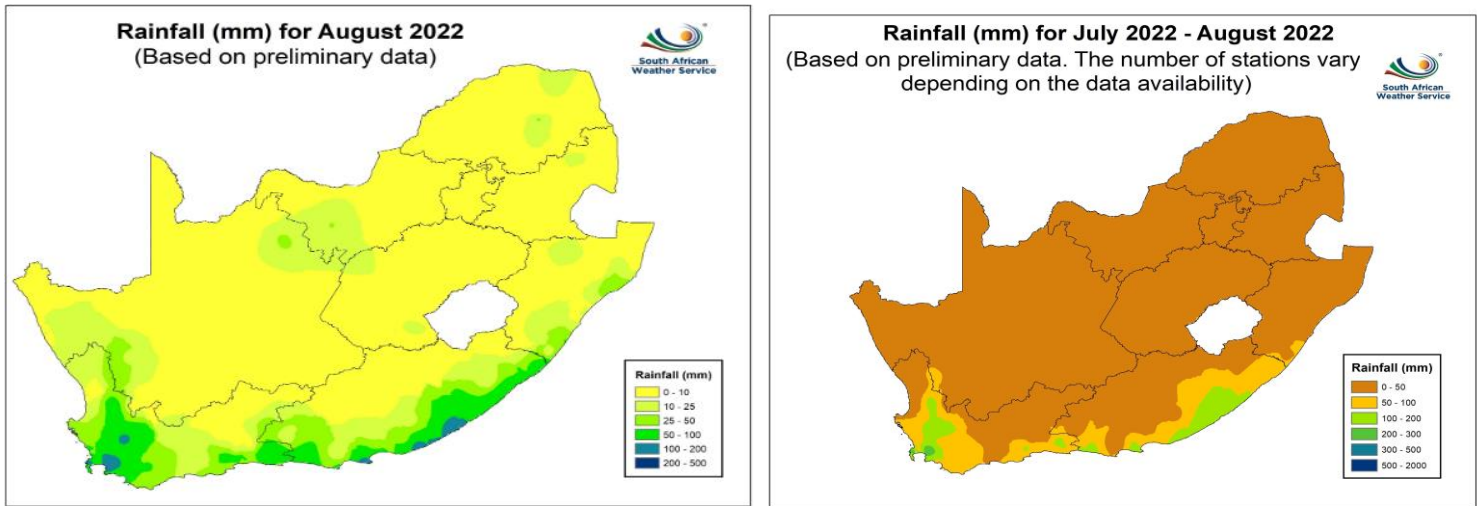 Rainfall (mm) for August 2022
(Based on preliminary data)
South African
Weather Service
Rainfall (mm)
0 - 10
10 - 25
25 - 50
50 - 100
100 - 200
200 - 500
Rainfall (mm) for July 2022 - August 2022
(Based on preliminary data. The number of stations vary
depending on the data availability)
South African
Weather Service
Rainfall (mm)
0 - 50
50 - 100
100 - 200
200 - 300
300 - 500
500 - 2000